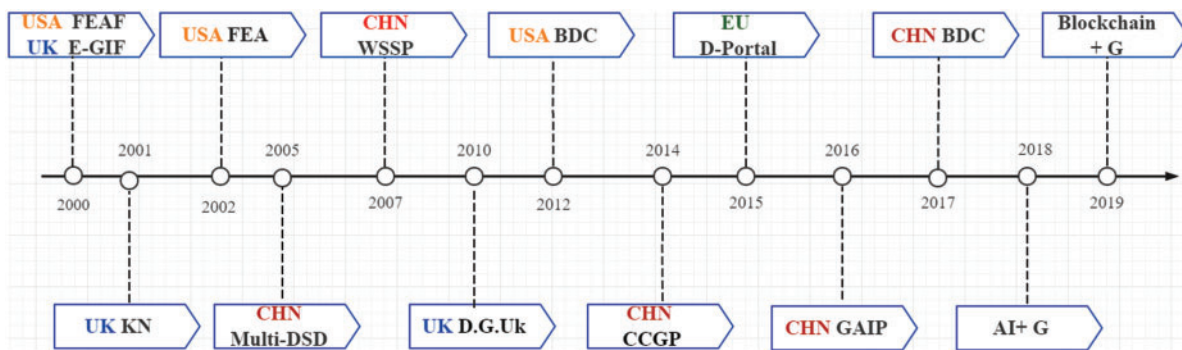 USA FEAF
UK E-GIF
USA FEA
CHN
WSSP
USA BDC
EU
D-Portal
CHN BDC
Blockchain
+ G
2001
2005
2010
2014
2016
2018
2000
2002
2007
2012
2015
2017
2019
UK KN
CHN
Multi-DSD
UK D.G.Uk
CHN
CCGP
CHN GAIP
AI+ G